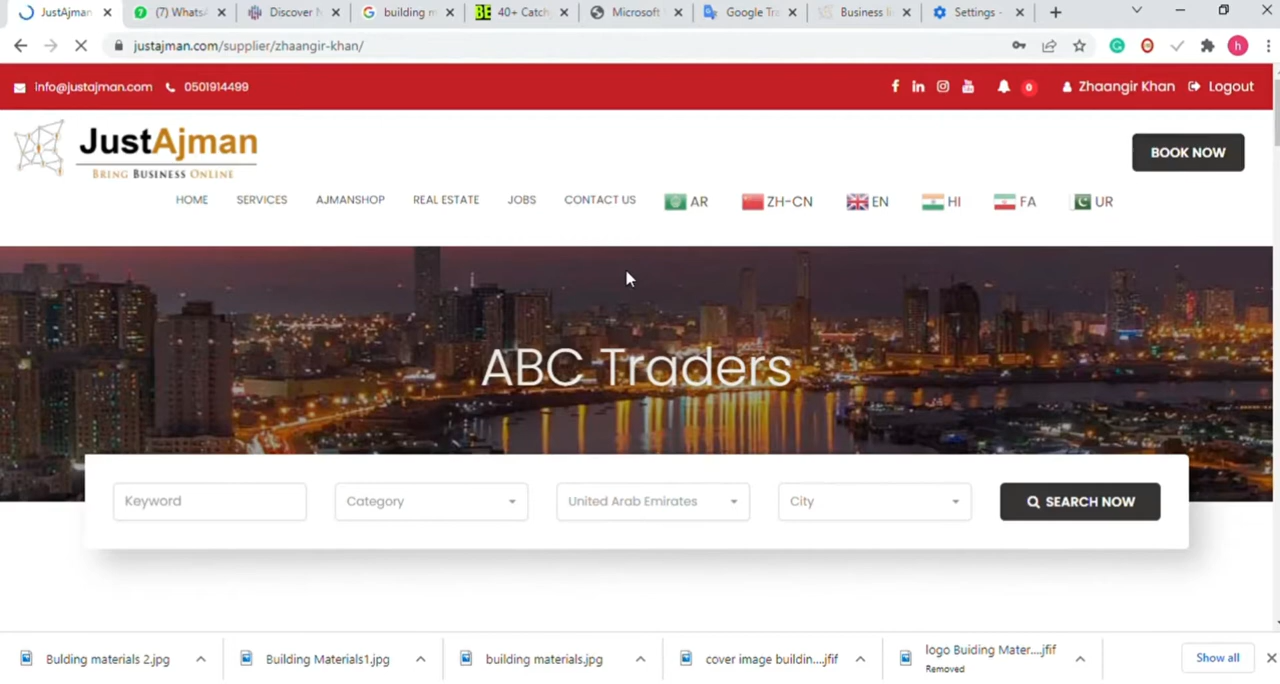 JustAjman
(7) WhatsA
Discover N
building m
40+ Catch
Microsoft
Google Tra
Business li
Settings -
justajman.com/supplier/zhaangir-khan/
h
info@justajman.com 0501914499
0 Zhaangir Khan Logout
JustAjman
BRING BUSINESS ONLINE
BOOK NOW
HOME SERVICES AJMANSHOP REAL ESTATE JOBS CONTACT US AR ZH-CN EN HI FA UR
ABC Traders
Keyword Category United Arab Emirates City SEARCH NOW
Bulding materials 2.jpg
Building Materials1.jpg
building materials.jpg
cover image buildin....jfif
logo Buiding Mater....jfif
Removed
Show all